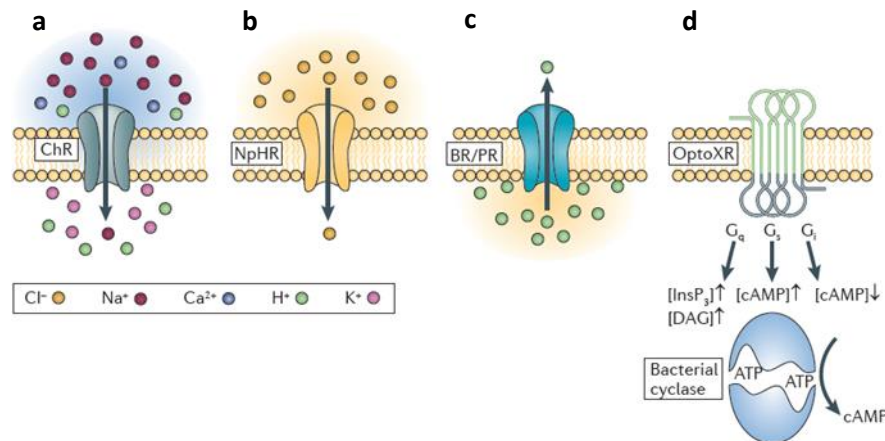 a b c d
ChR NpHR BR/PR OptoXR
Gq Gs Gi
Cl⁻ Na⁺ Ca²⁺ H⁺ K⁺
[InsP₃]↑ [cAMP]↑ [cAMP]↓
[DAG]↑
Bacterial
cyclase
ATP
ATP
cAMP